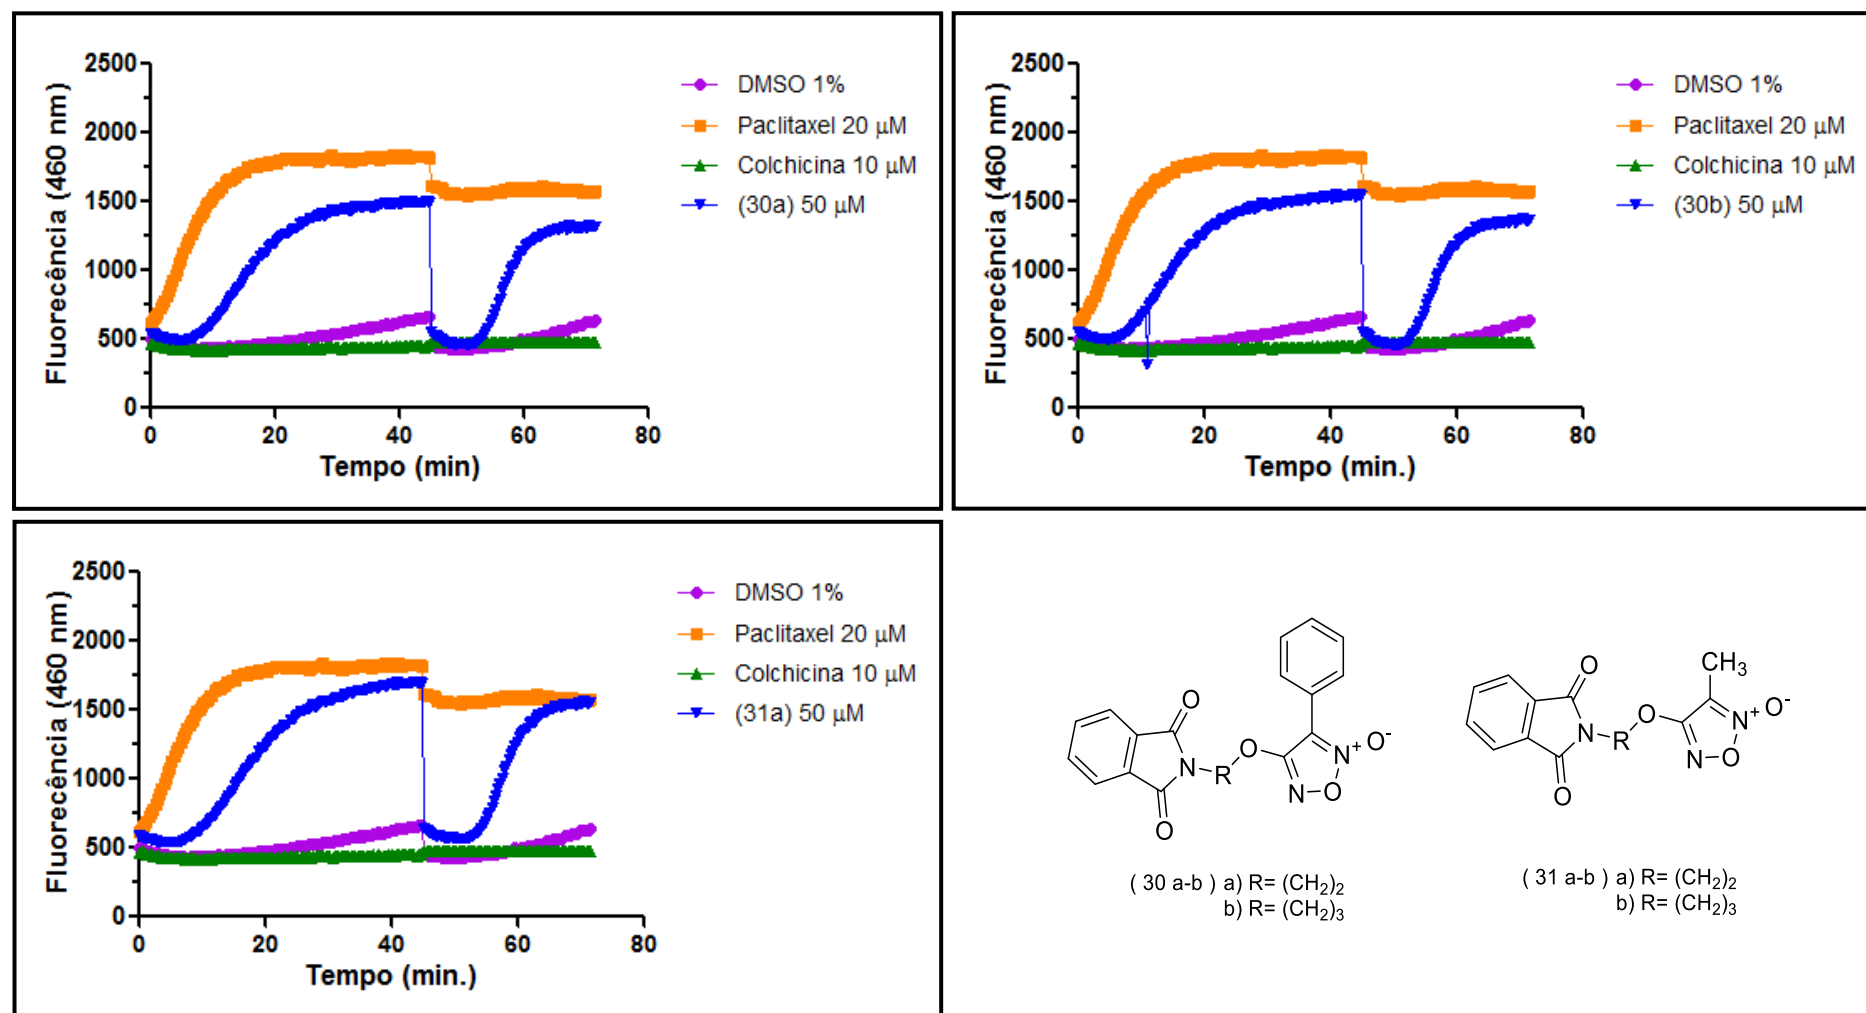 2500
2000
1500
1000
500
0
0 20 40 60 80
Fluorecência (460 nm)
Tempo (min)
DMSO 1%
Paclitaxel 20 μM
Colchicina 10 μM
(30a) 50 μM
2500
2000
1500
1000
500
0
0 20 40 60 80
Fluorecência (460 nm)
Tempo (min.)
DMSO 1%
Paclitaxel 20 μM
Colchicina 10 μM
(30b) 50 μM
2500
2000
1500
1000
500
0
0 20 40 60 80
Fluorecência (460 nm)
Tempo (min.)
DMSO 1%
Paclitaxel 20 μM
Colchicina 10 μM
(31a) 50 μM
O
N
O
R
O
N
O
N+
O-
( 30 a-b ) a) R= (CH2)2
b) R= (CH2)3
O
N
O
R
O
CH3
N
O
N+
O-
( 31 a-b ) a) R= (CH2)2
b) R= (CH2)3